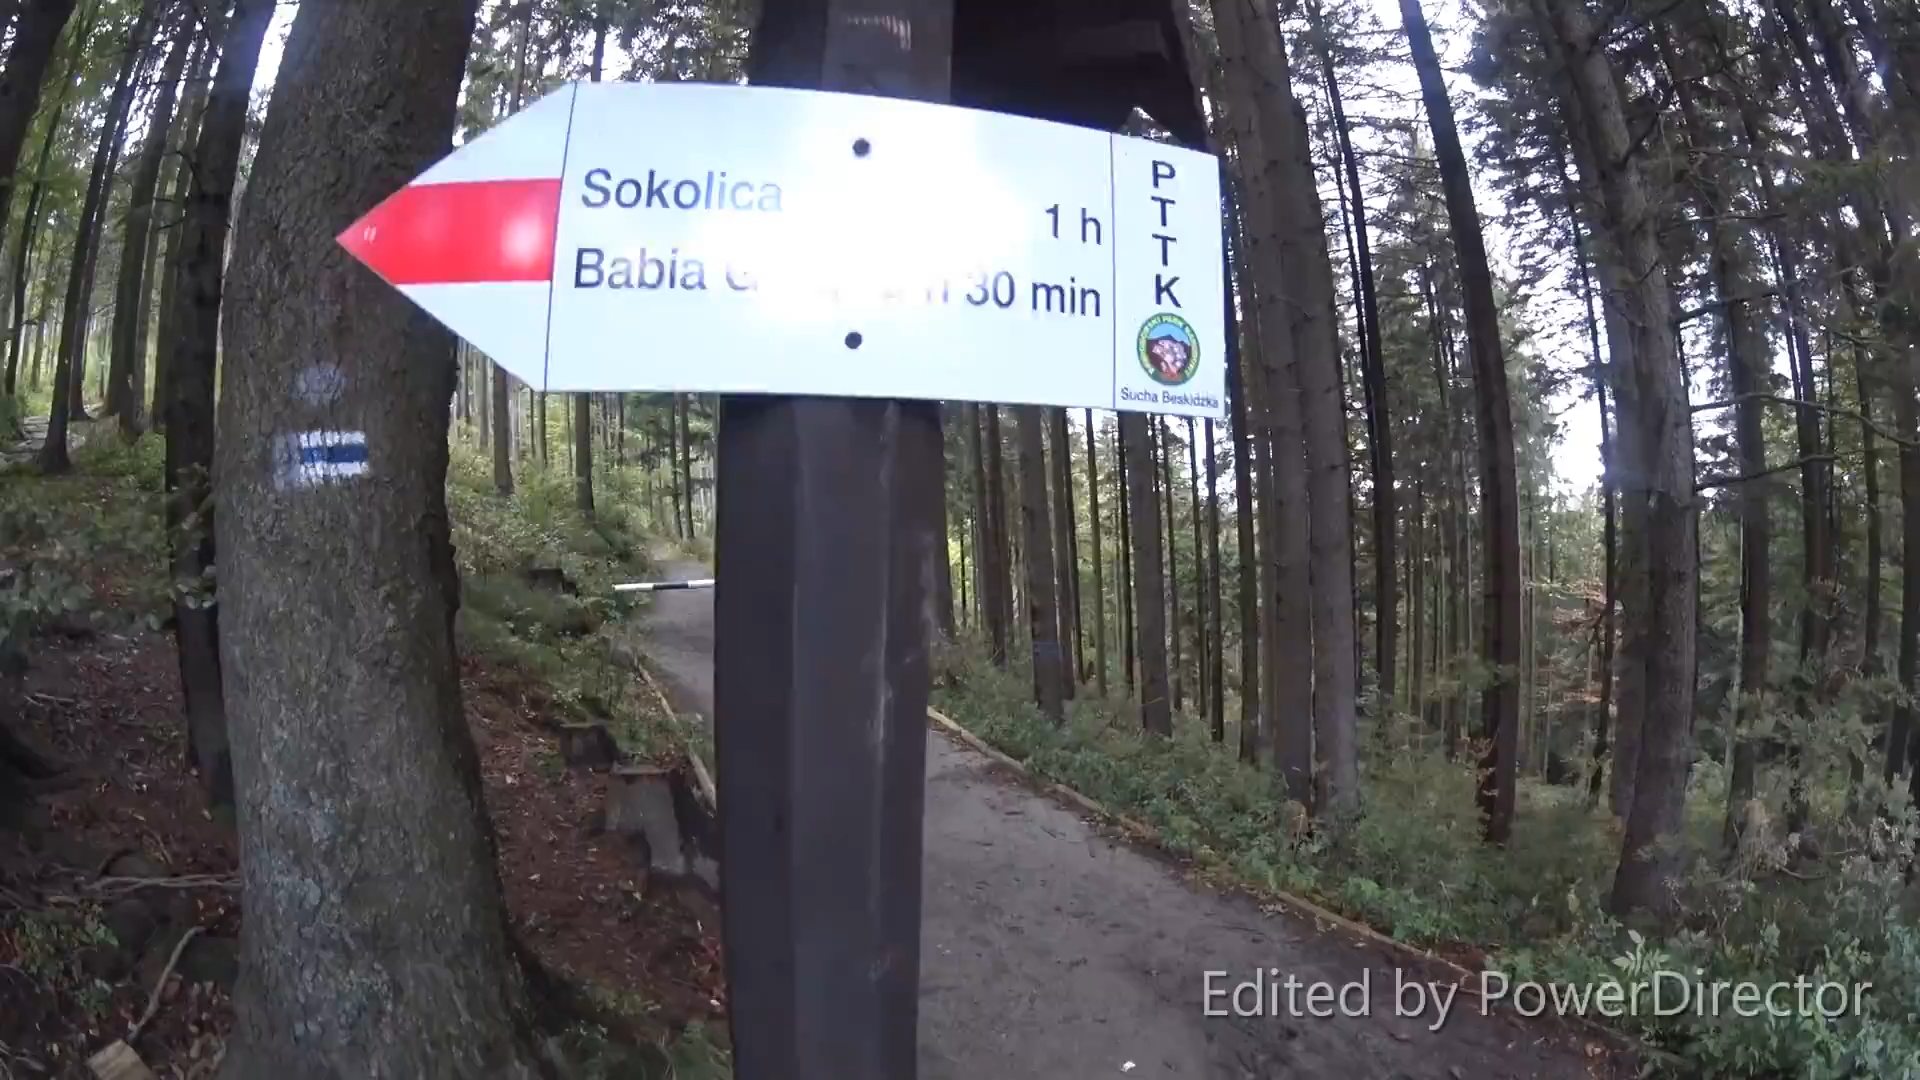 Sokolica
1 h
Babia
30 min
PTTK
Sucha Beskidzka
Edited by PowerDirector